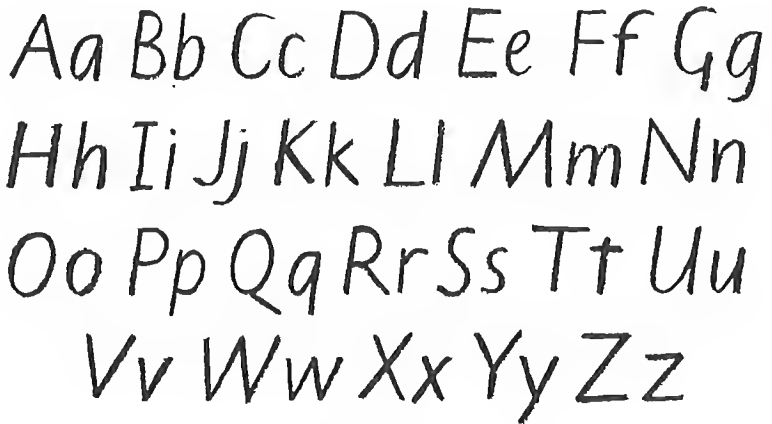 Aa Bb Cc Dd Ee Ff Gg
Hh Ii Jj Kk Ll Mm Nn
Oo Pp Qq Rr Ss Tt Uu
Vv Ww Xx Yy Zz